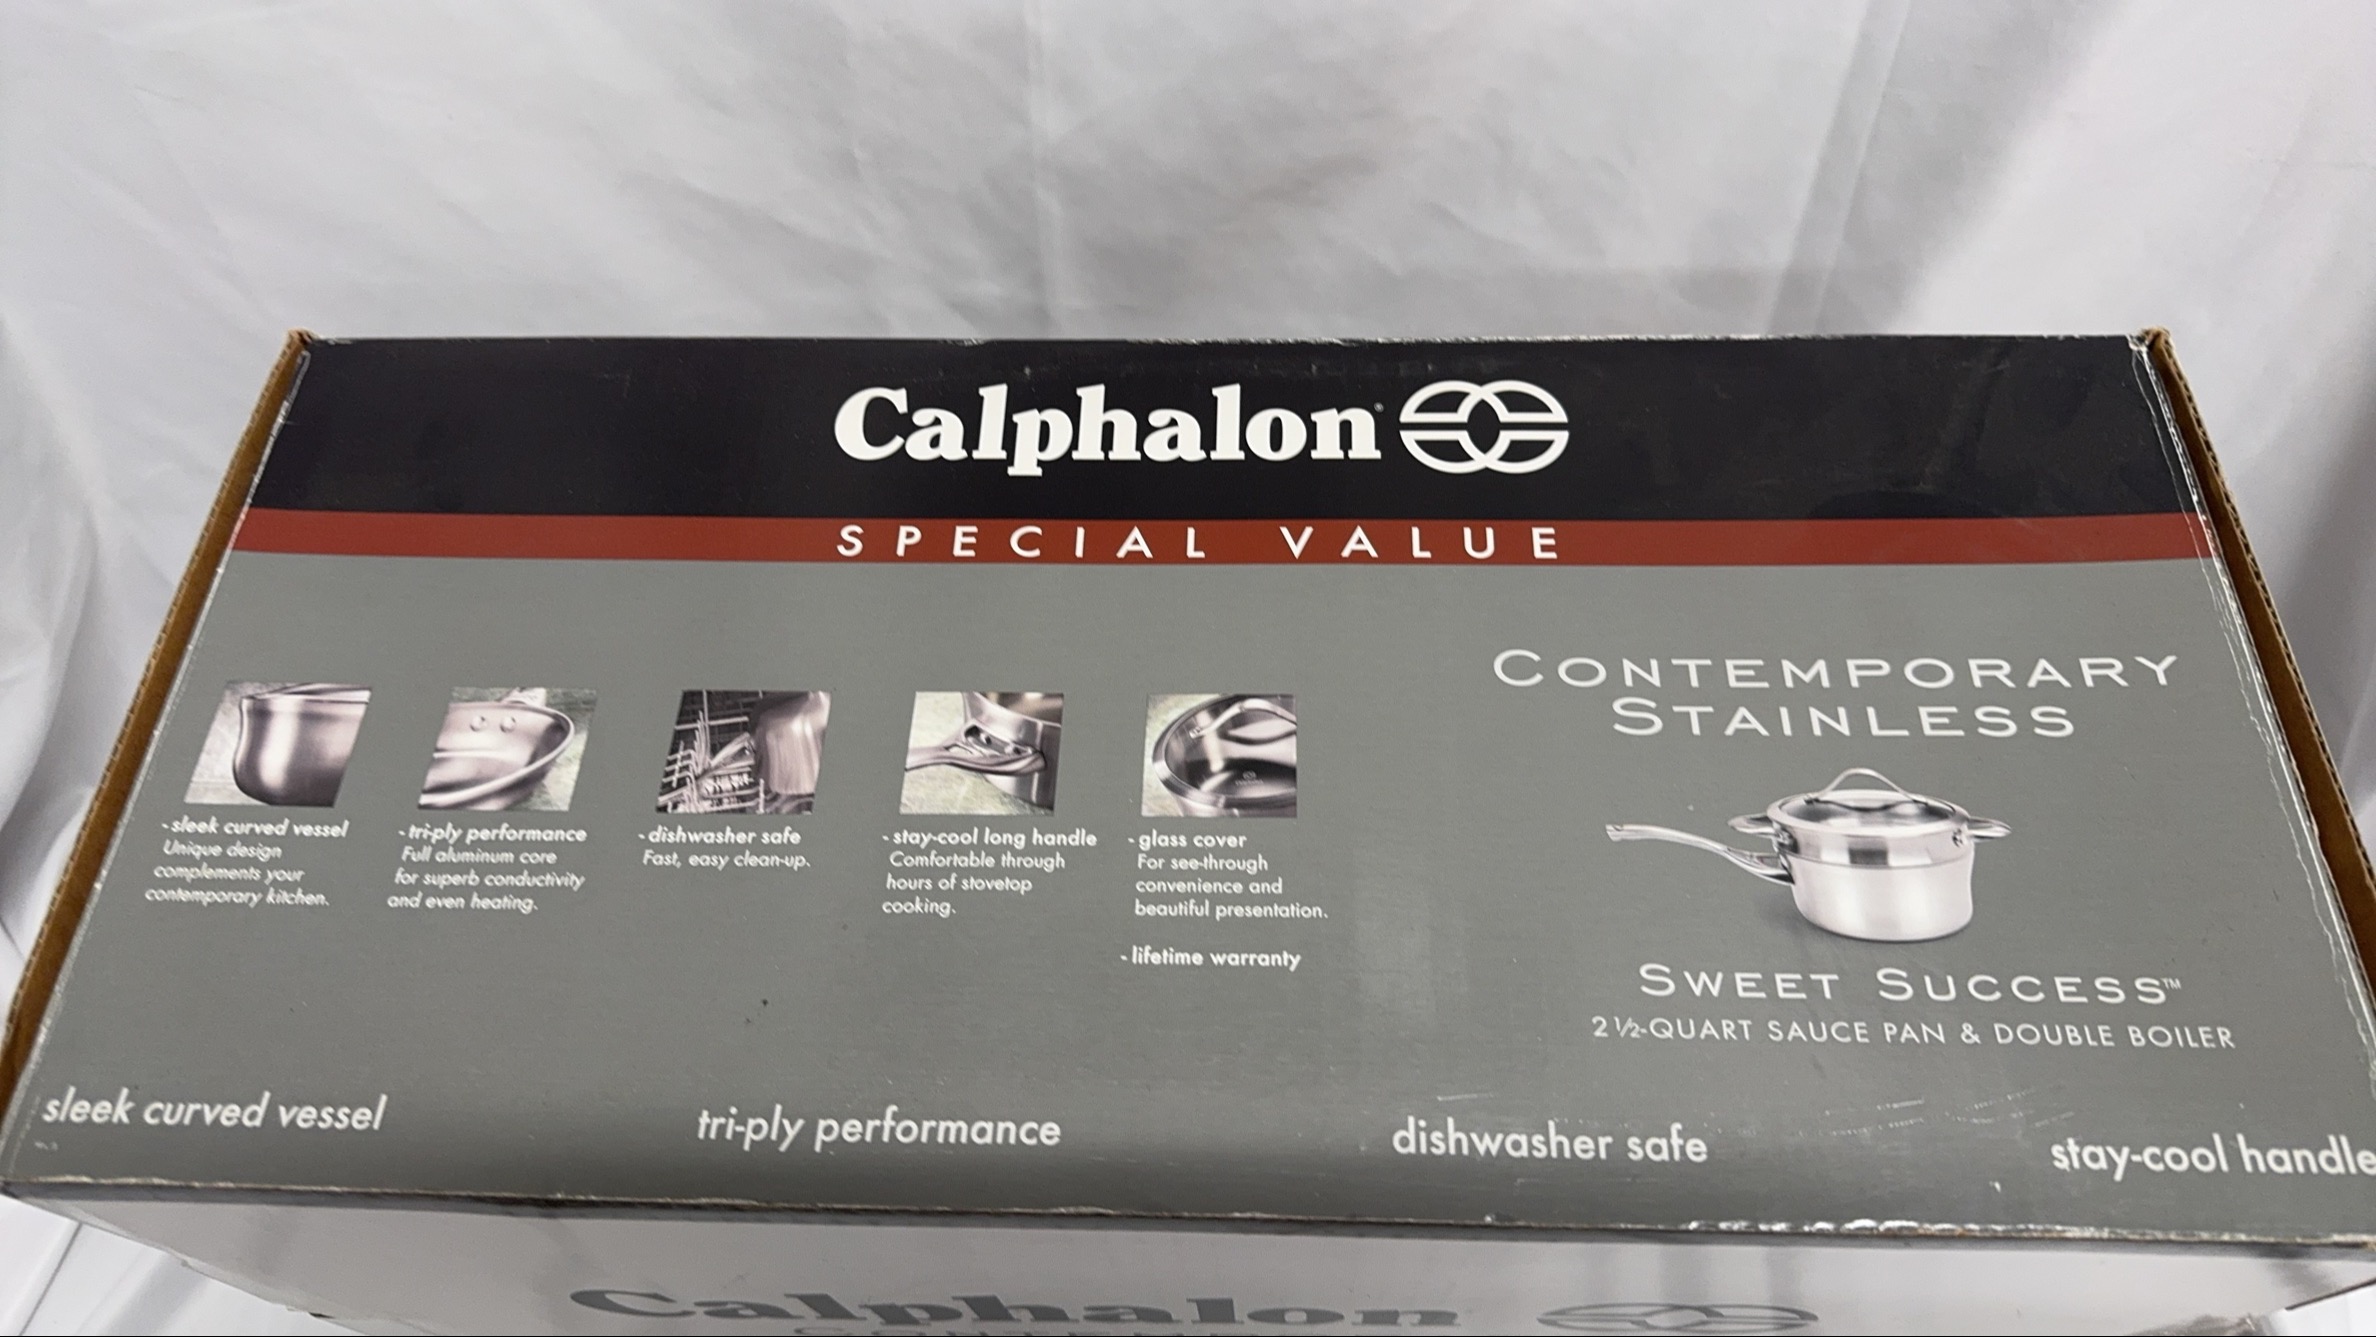 Calphalon®
SPECIAL VALUE
CONTEMPORARY
STAINLESS
-sleek curved vessel
Unique design
complements your
contemporary kitchen.
-tri-ply performance
Full aluminum core
for superb conductivity
and even heating.
-dishwasher safe
Fast, easy clean-up.
-stay-cool long handle
Comfortable through
hours of stovetop
cooking.
-glass cover
For see-through
convenience and
beautiful presentation.
-lifetime warranty
SWEET SUCCESS™
2½-QUART SAUCE PAN & DOUBLE BOILER
sleek curved vessel
tri-ply performance
dishwasher safe
stay-cool handle
Calphalon